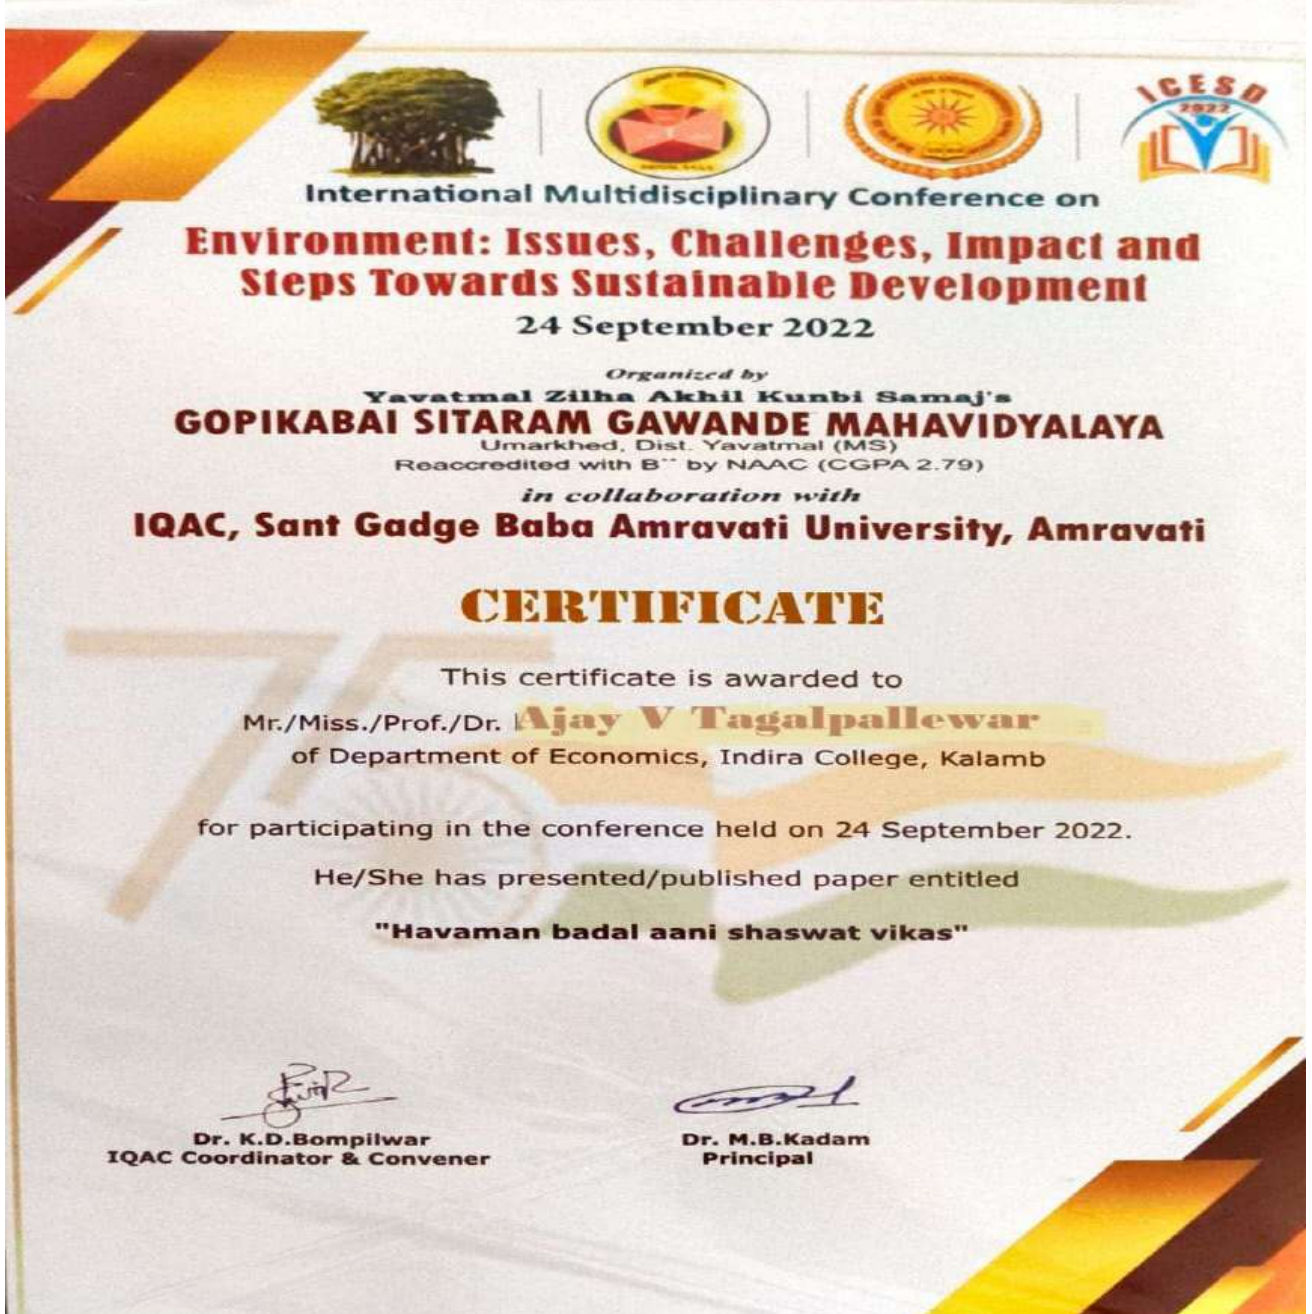 ICESD
2022
International Multidisciplinary Conference on
Environment: Issues, Challenges, Impact and
Steps Towards Sustainable Development
24 September 2022
Organized by
Yavatmal Zilha Akhil Kunbi Samaj's
GOPIKABAI SITARAM GAWANDE MAHAVIDYALAYA
Umarkhed, Dist. Yavatmal (MS)
Reaccredited with B⁺⁺ by NAAC (CGPA 2.79)
in collaboration with
IQAC, Sant Gadge Baba Amravati University, Amravati
CERTIFICATE
75
This certificate is awarded to
Mr./Miss./Prof./Dr. Ajay V Tagalpallewar
of Department of Economics, Indira College, Kalamb
for participating in the conference held on 24 September 2022.
He/She has presented/published paper entitled
"Havaman badal aani shaswat vikas"
Dr. K.D.Bompilwar
IQAC Coordinator & Convener
Dr. M.B.Kadam
Principal